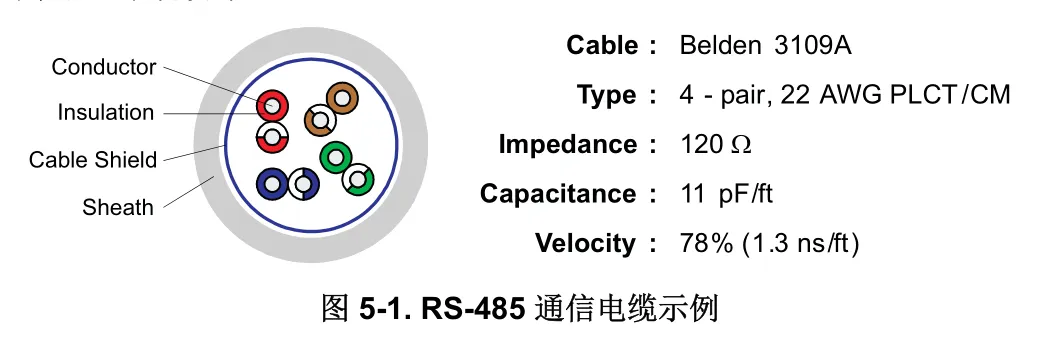 Conductor
Insulation
Cable Shield
Sheath
Cable : Belden 3109A
Type : 4 - pair, 22 AWG PLCT/CM
Impedance : 120 Ω
Capacitance : 11 pF/ft
Velocity : 78% (1.3 ns/ft)
图 5-1. RS-485 通信电缆示例